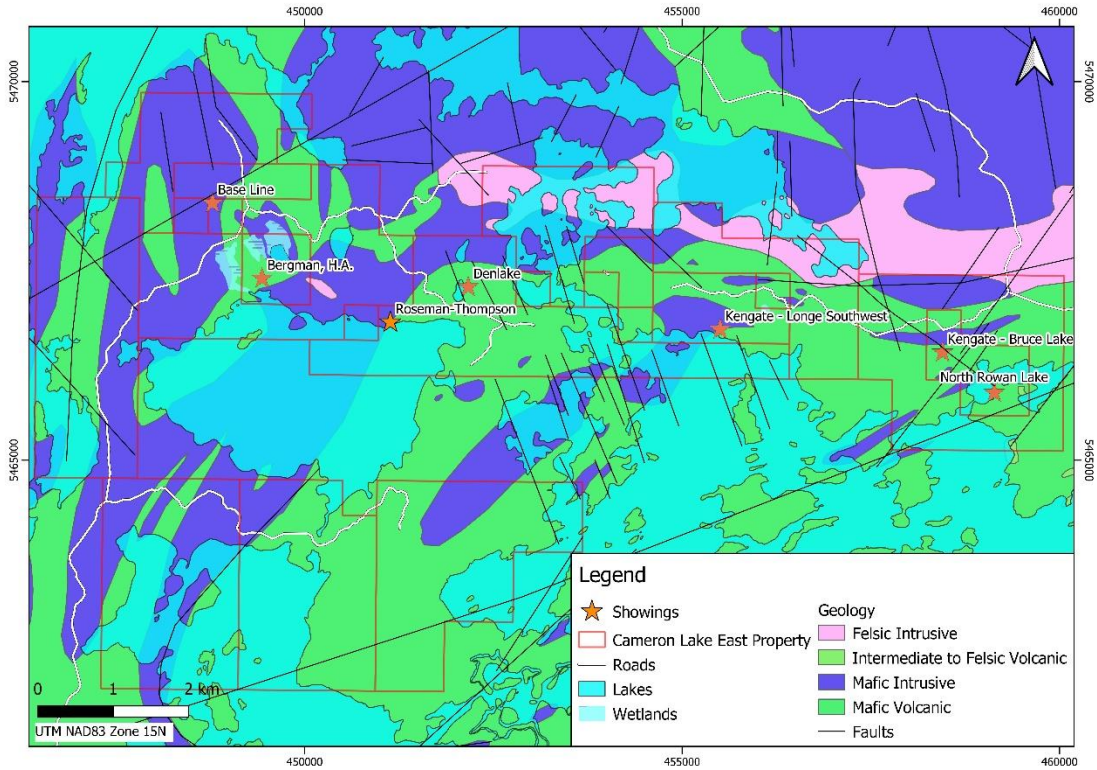 450000 455000 460000
5470000 5470000
Base Line
Bergman, H.A.
Denlake
Roseman-Thompson
Kengate - Longe Southwest
Kengate - Bruce Lake
North Rowan Lake
5465000 5465000
Legend
Showings
Cameron Lake East Property
Roads
Lakes
Wetlands
Geology
Felsic Intrusive
Intermediate to Felsic Volcanic
Mafic Intrusive
Mafic Volcanic
Faults
0 1 2 km
UTM NAD83 Zone 15N
450000 455000 460000